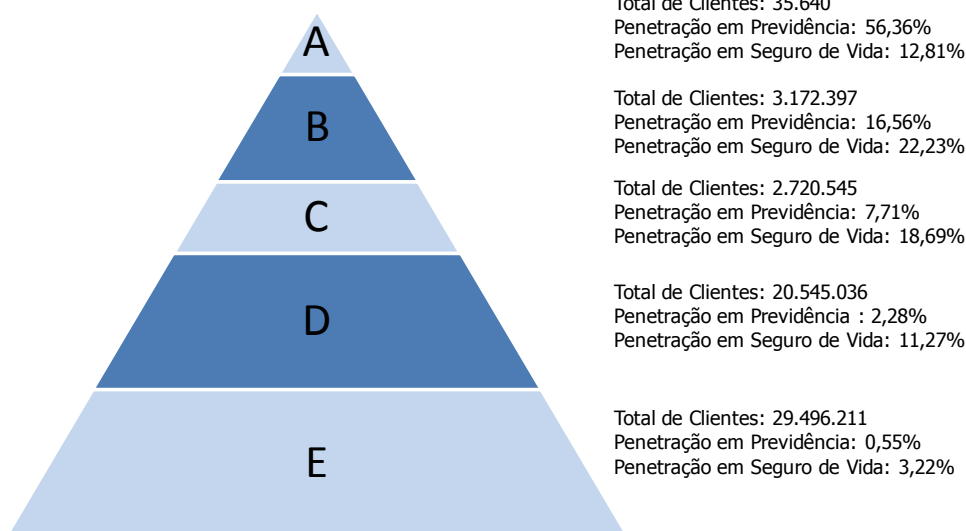 A
Total de Clientes: 35.640
Penetração em Previdência: 56,36%
Penetração em Seguro de Vida: 12,81%
B
Total de Clientes: 3.172.397
Penetração em Previdência: 16,56%
Penetração em Seguro de Vida: 22,23%
C
Total de Clientes: 2.720.545
Penetração em Previdência: 7,71%
Penetração em Seguro de Vida: 18,69%
D
Total de Clientes: 20.545.036
Penetração em Previdência : 2,28%
Penetração em Seguro de Vida: 11,27%
E
Total de Clientes: 29.496.211
Penetração em Previdência: 0,55%
Penetração em Seguro de Vida: 3,22%